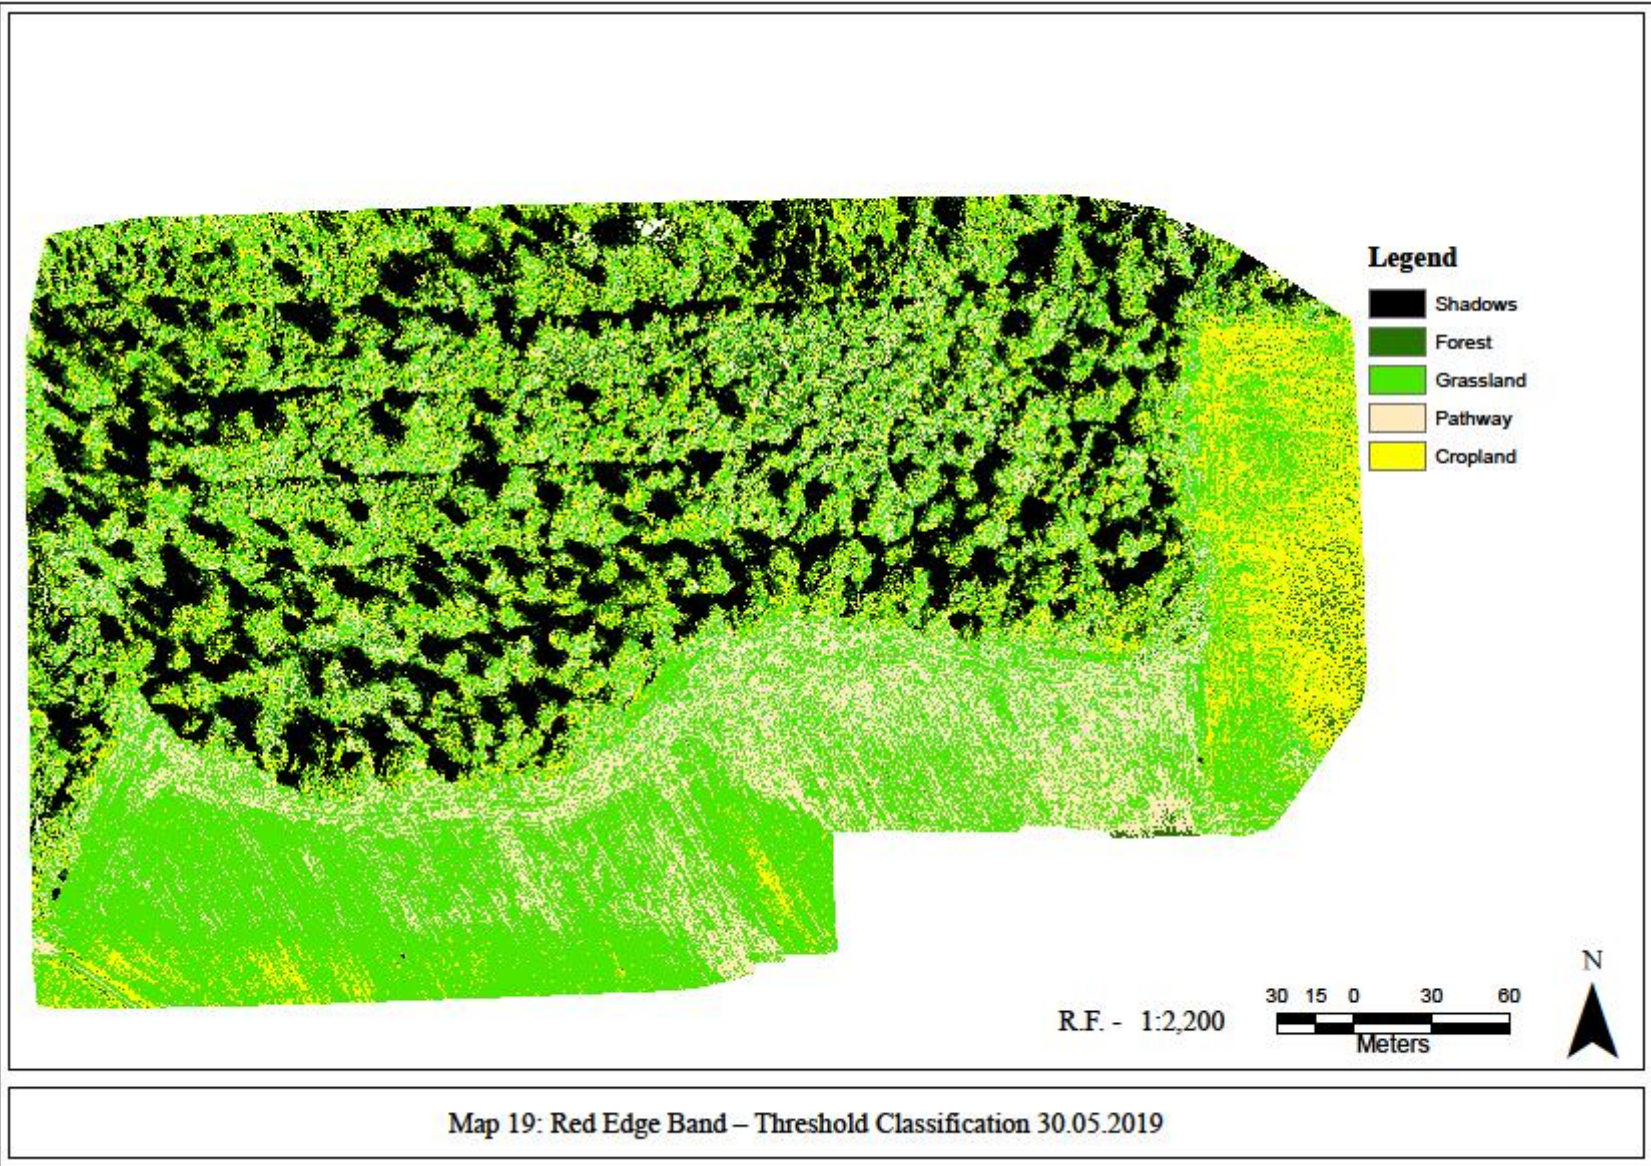 Legend
Shadows
Forest
Grassland
Pathway
Cropland
N
30 15 0 30 60
R.F. - 1:2,200
Meters
Map 19: Red Edge Band – Threshold Classification 30.05.2019